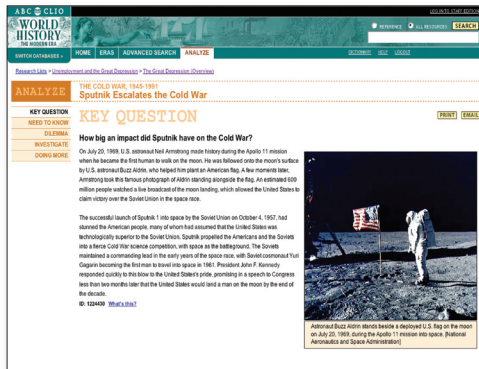 ABC CLIO
LOG IN TO START EDITION
WORLD
HISTORY
THE MODERN ERA
REFERENCE ALL RESOURCES SEARCH
SWITCH DATABASES »
HOME ERAS ADVANCED SEARCH ANALYZE
DICTIONARY HELP LOGOUT
Research Lists > Unemployment and the Great Depression > The Great Depression (Overview)
ANALYZE
THE COLD WAR, 1945-1991
Sputnik Escalates the Cold War
KEY QUESTION
NEED TO KNOW
DILEMMA
INVESTIGATE
DOING MORE
KEY QUESTION
PRINT EMAIL
How big an impact did Sputnik have on the Cold War?
On July 20, 1969, U.S. astronaut Neil Armstrong made history during the Apollo 11 mission
when he became the first human to walk on the moon. He was followed onto the moon's surface
by U.S. astronaut Buzz Aldrin, who helped him plant an American flag. A few moments later,
Armstrong took this famous photograph of Aldrin standing alongside the flag. An estimated 600
million people watched a live broadcast of the moon landing, which allowed the United States to
claim victory over the Soviet Union in the space race.
The successful launch of Sputnik 1 into space by the Soviet Union on October 4, 1957, had
stunned the American people, many of whom had assumed that the United States was
technologically superior to the Soviet Union. Sputnik propelled the Americans and the Soviets
into a fierce Cold War science competition, with space as the battleground. The Soviets
maintained a commanding lead in the early years of the space race, with Soviet cosmonaut Yuri
Gagarin becoming the first man to travel into space in 1961. President John F. Kennedy
responded quickly to this blow to the United States's pride, promising in a speech to Congress
less than two months later that the United States would land a man on the moon by the end of
the decade.
ID: 1224430 What's this?
Astronaut Buzz Aldrin stands beside a deployed U.S. flag on the moon
on July 20, 1969, during the Apollo 11 mission into space. [National
Aeronautics and Space Administration]